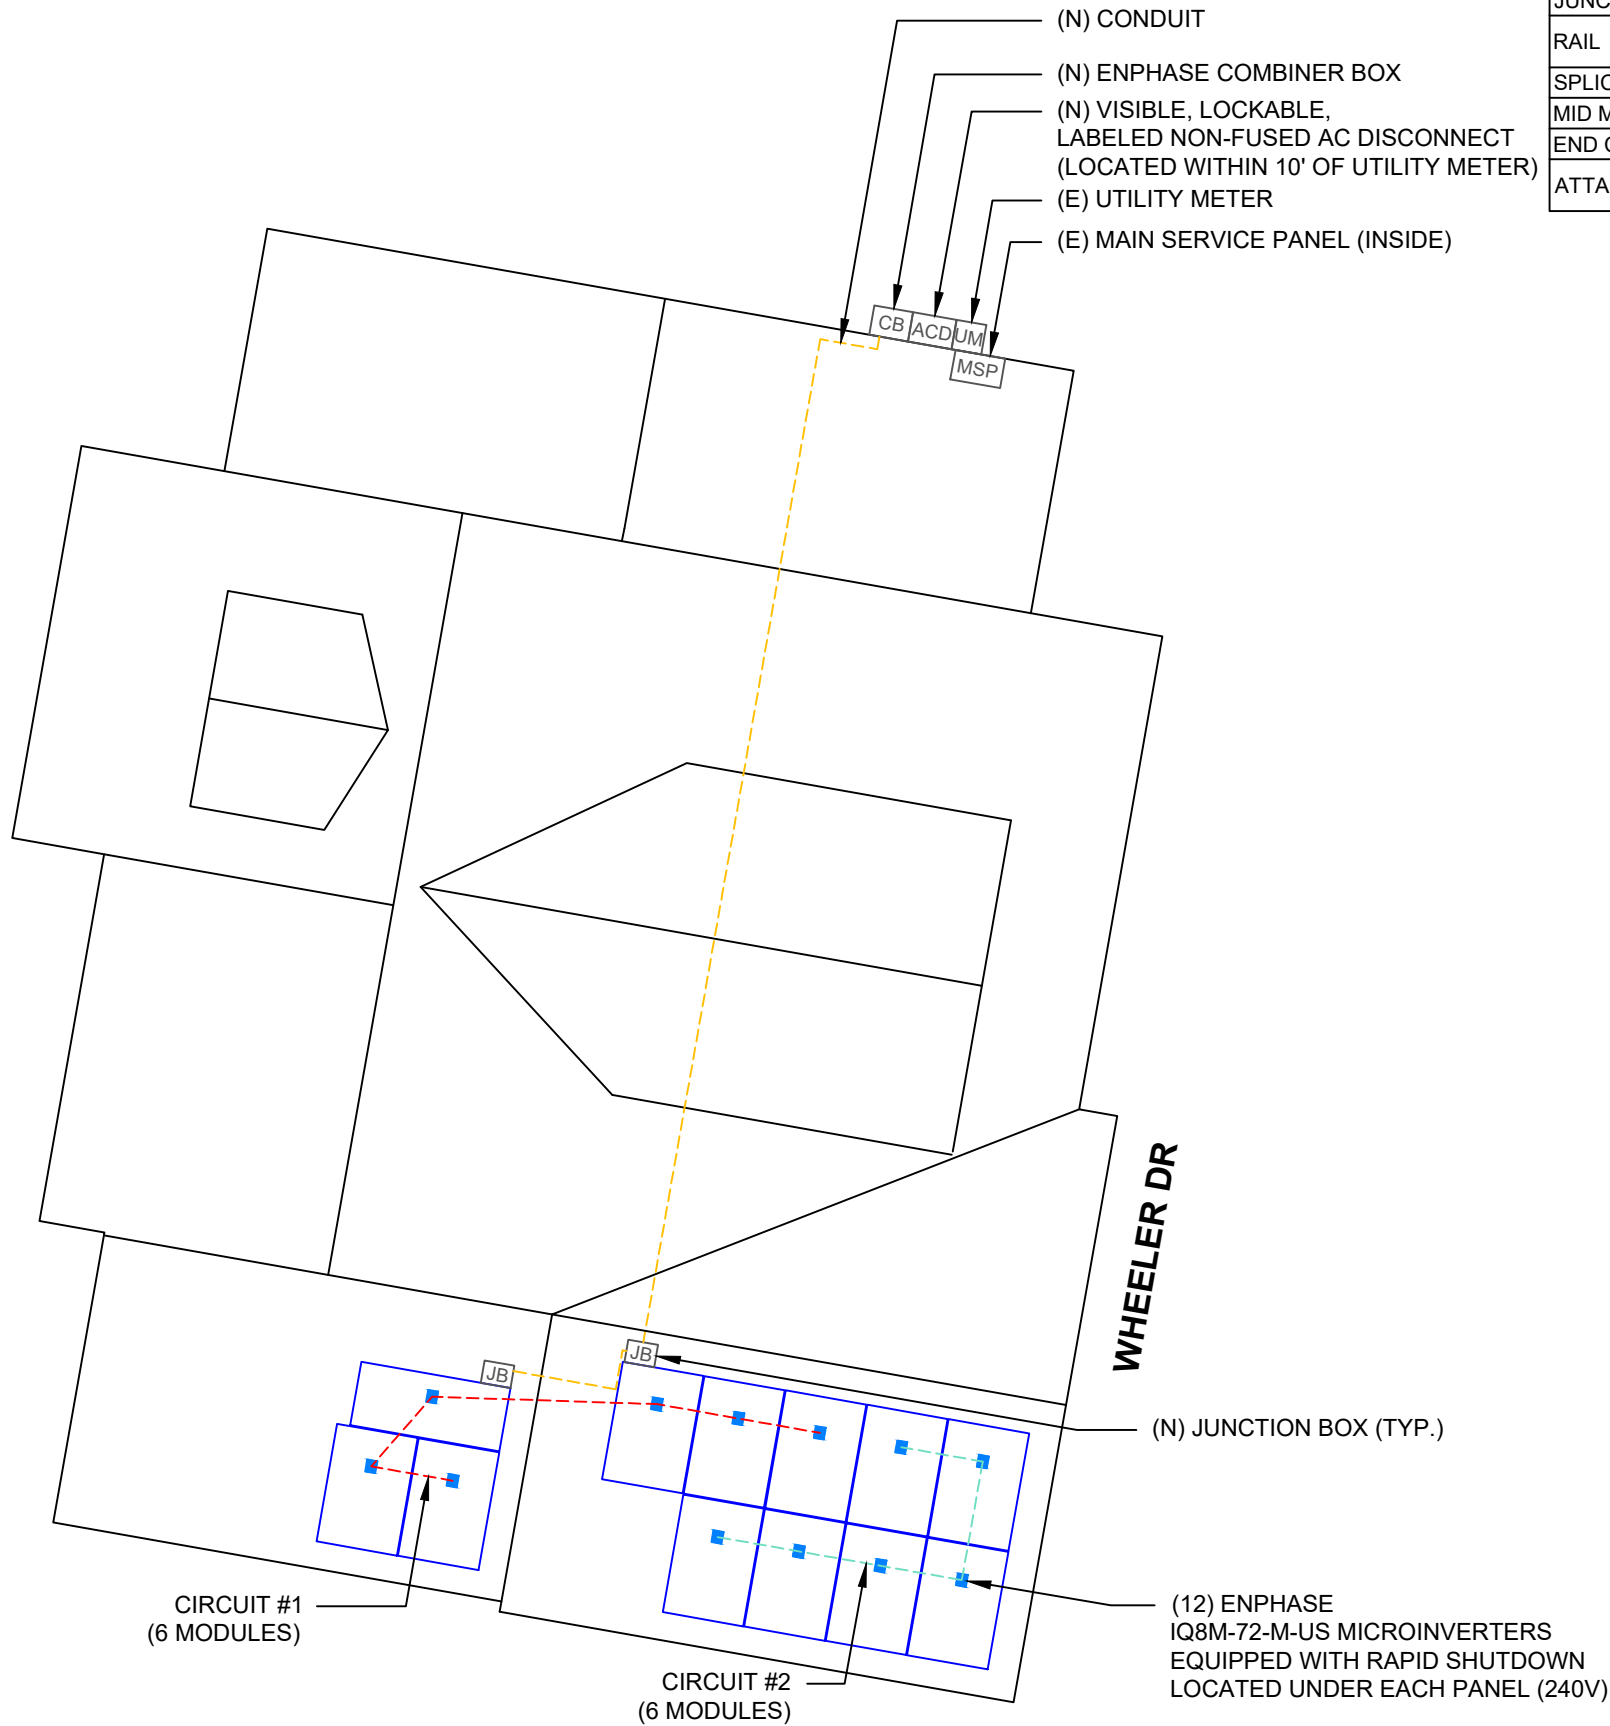 (N) CONDUIT
(N) ENPHASE COMBINER BOX
(N) VISIBLE, LOCKABLE,
LABELED NON-FUSED AC DISCONNECT
(LOCATED WITHIN 10' OF UTILITY METER)
(E) UTILITY METER
(E) MAIN SERVICE PANEL (INSIDE)
RAIL
CB
ACD
UM
MSP
WHEELER DR
JB
JB
(N) JUNCTION BOX (TYP.)
CIRCUIT #1
(6 MODULES)
CIRCUIT #2
(6 MODULES)
(12) ENPHASE
IQ8M-72-M-US MICROINVERTERS
EQUIPPED WITH RAPID SHUTDOWN
LOCATED UNDER EACH PANEL (240V)